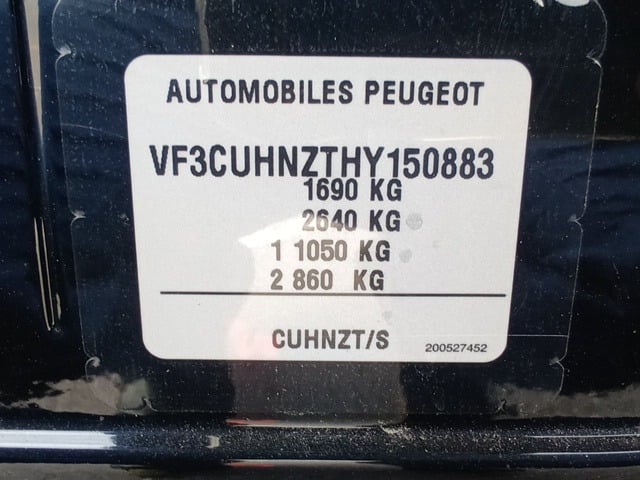 AUTOMOBILES PEUGEOT
VF3CUHNZTHY150883
1690 KG
2640 KG
1 1050 KG
2 860 KG
CUHNZT/S
200527452